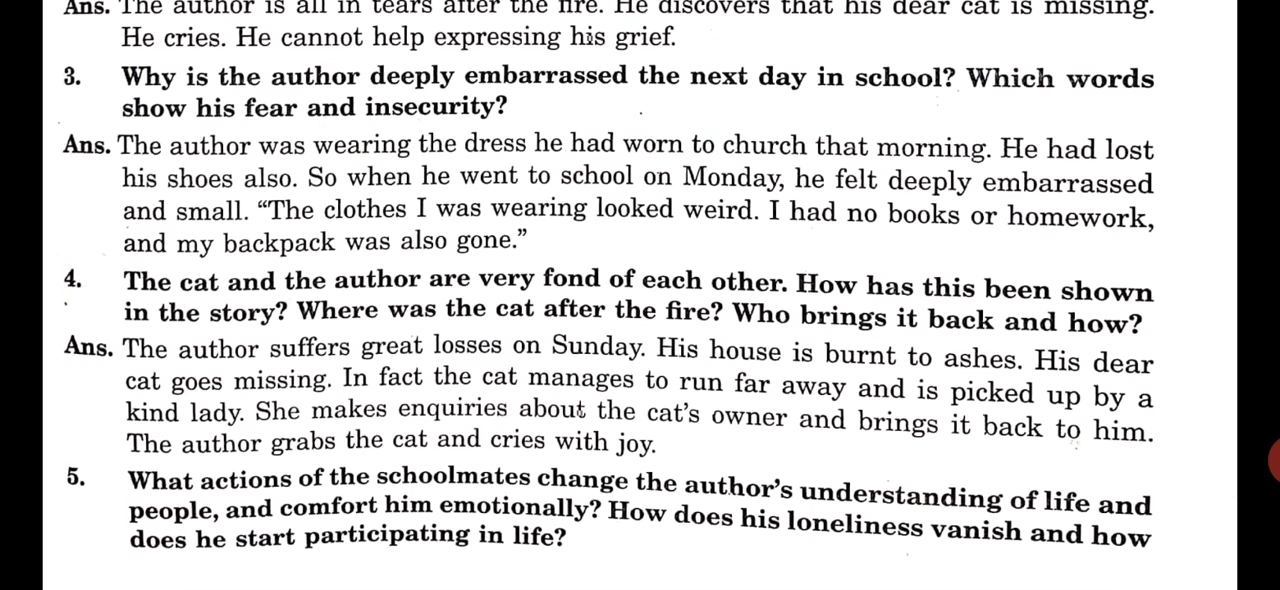 Ans. The author is all in tears after the fire. He discovers that his dear cat is missing.
He cries. He cannot help expressing his grief.
3. Why is the author deeply embarrassed the next day in school? Which words
show his fear and insecurity?
Ans. The author was wearing the dress he had worn to church that morning. He had lost
his shoes also. So when he went to school on Monday, he felt deeply embarrassed
and small. “The clothes I was wearing looked weird. I had no books or homework,
and my backpack was also gone.”
4. The cat and the author are very fond of each other. How has this been shown
in the story? Where was the cat after the fire? Who brings it back and how?
Ans. The author suffers great losses on Sunday. His house is burnt to ashes. His dear
cat goes missing. In fact the cat manages to run far away and is picked up by a
kind lady. She makes enquiries about the cat’s owner and brings it back to him.
The author grabs the cat and cries with joy.
5. What actions of the schoolmates change the author’s understanding of life and
people, and comfort him emotionally? How does his loneliness vanish and how
does he start participating in life?